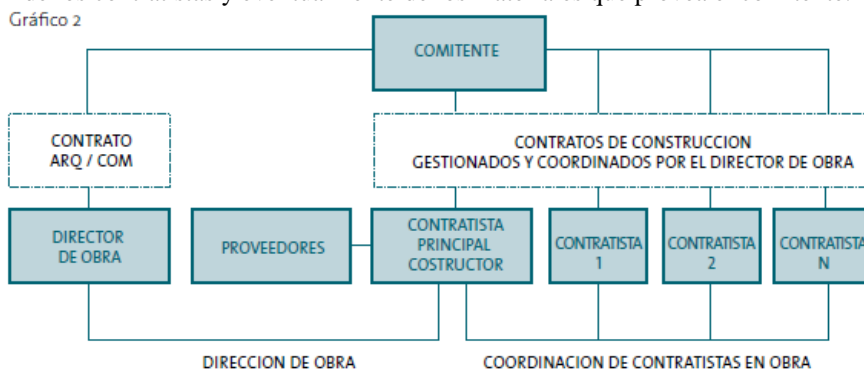 Gráfico 2
COMITENTE
CONTRATO
ARQ / COM
CONTRATOS DE CONSTRUCCION
GESTIONADOS Y COORDINADOS POR EL DIRECTOR DE OBRA
DIRECTOR
DE OBRA
PROVEEDORES
CONTRATISTA
PRINCIPAL
COSTRUCTOR
CONTRATISTA
1
CONTRATISTA
2
CONTRATISTA
N
DIRECCION DE OBRA
COORDINACION DE CONTRATISTAS EN OBRA